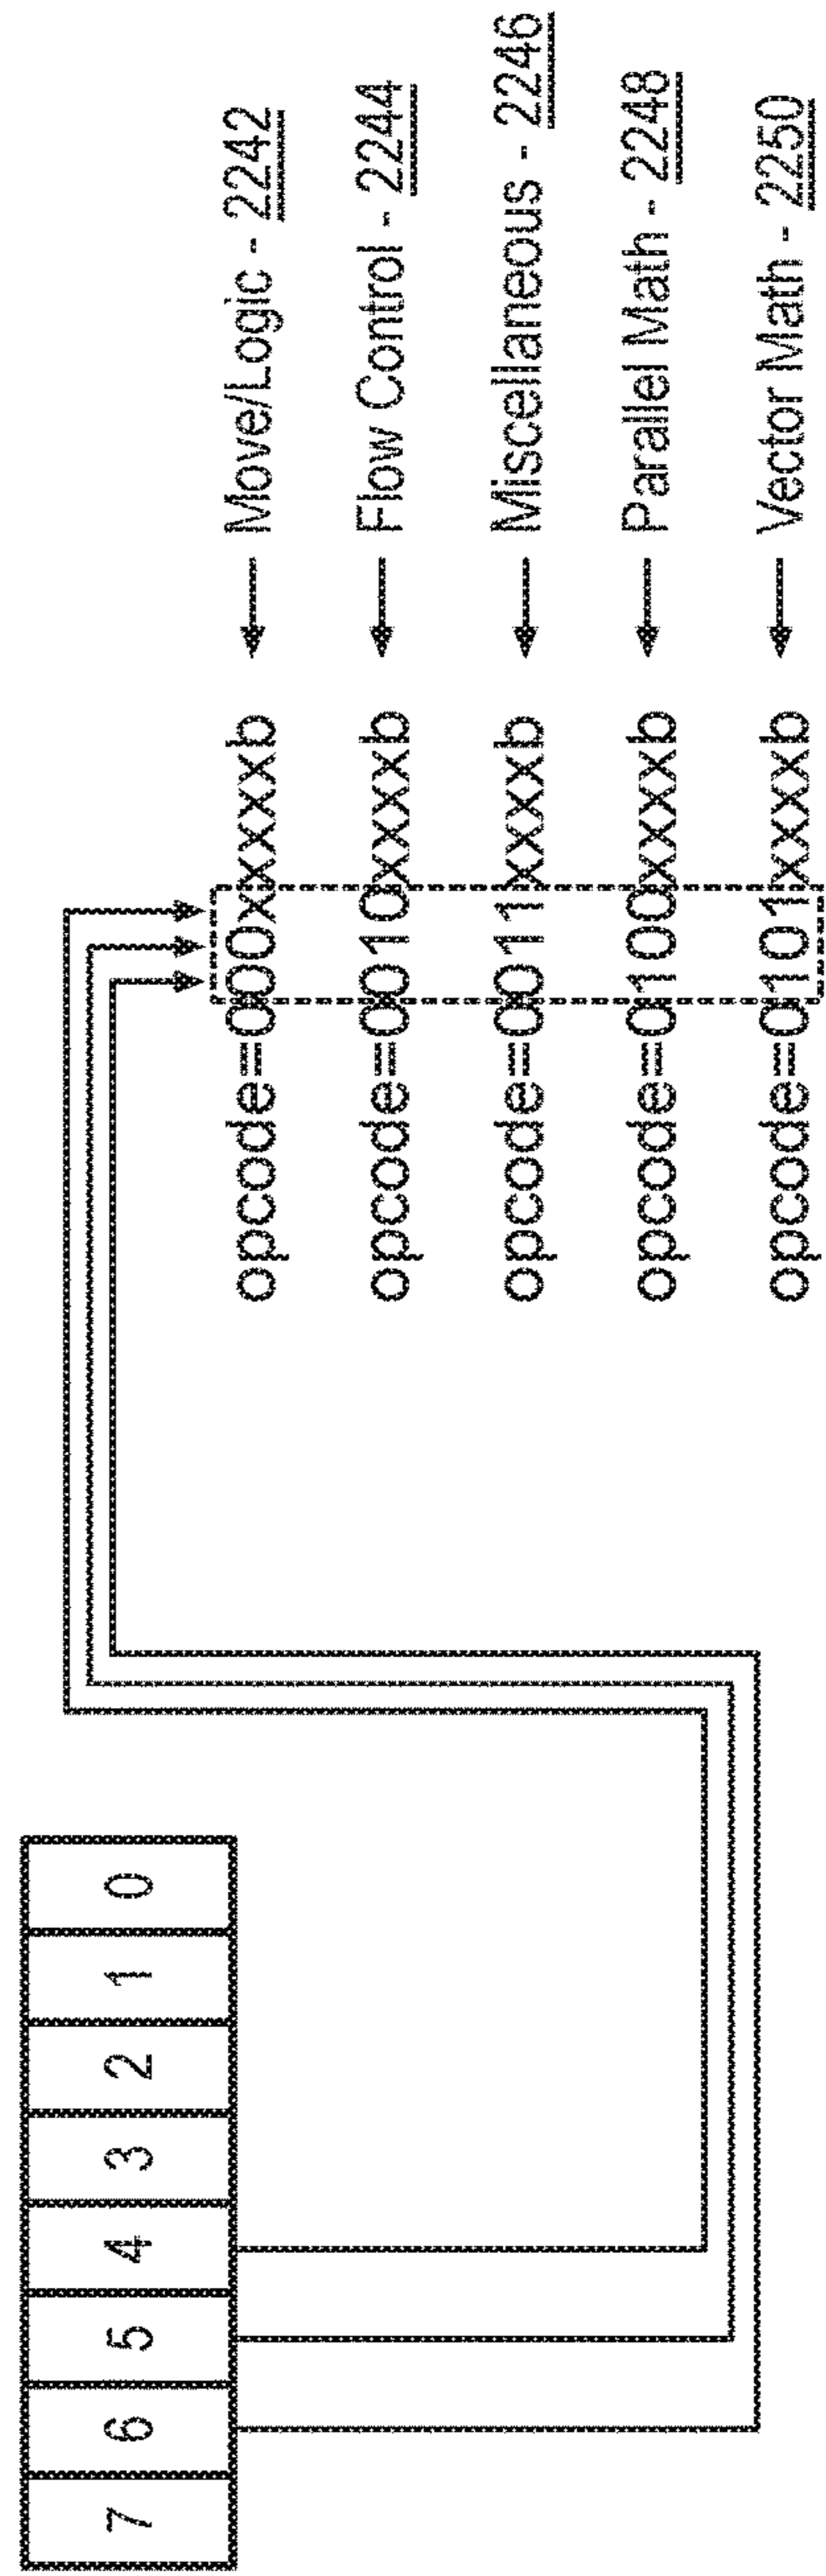 7 6 5 4 3 2 1 0
opcode=000xxxxxb Move/Logic - 2242
opcode=0010xxxxb Flow Control - 2244
opcode=0011xxxxb Miscellaneous - 2246
opcode=0100xxxxb Parallel Math - 2248
opcode=0101xxxxb Vector Math - 2250